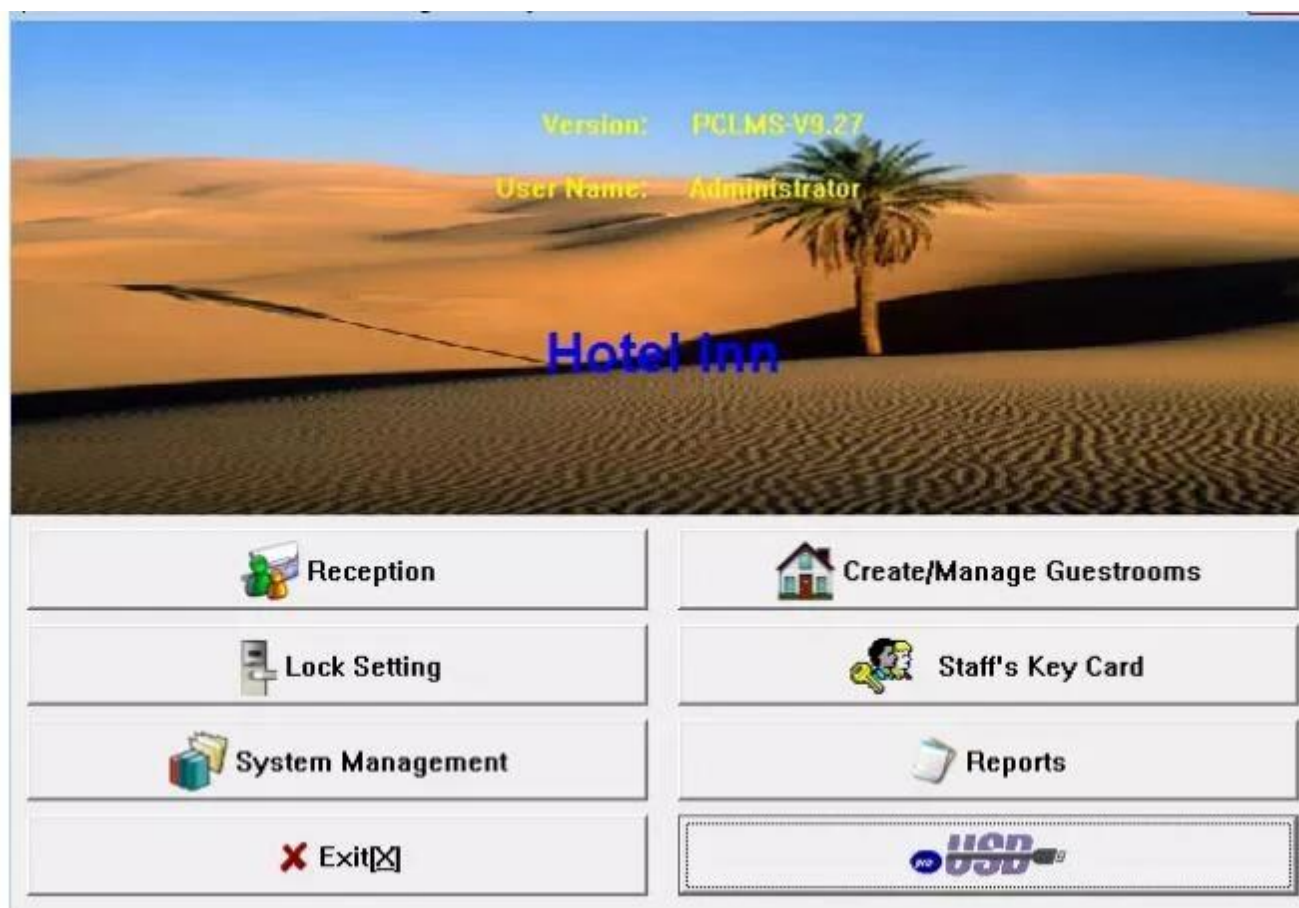 Version: PCLMS-V9.27
User Name: Administrator
Hotel Inn
Reception
Create/Manage Guestrooms
Lock Setting
Staff's Key Card
System Management
Reports
Exit[X]
pro USB